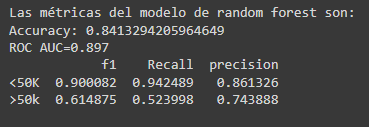 Las métricas del modelo de random forest son:
Accuracy: 0.8413294205964649
ROC AUC=0.897
f1 Recall precision
<50K 0.900082 0.942489 0.861326
>50k 0.614875 0.523998 0.743888